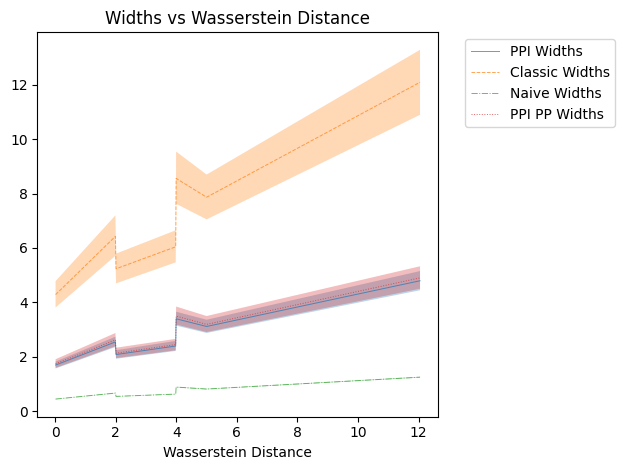 Widths vs Wasserstein Distance
PPI Widths
Classic Widths
Naive Widths
PPI PP Widths
12
10
8
6
4
2
0
0 2 4 6 8 10 12
Wasserstein Distance